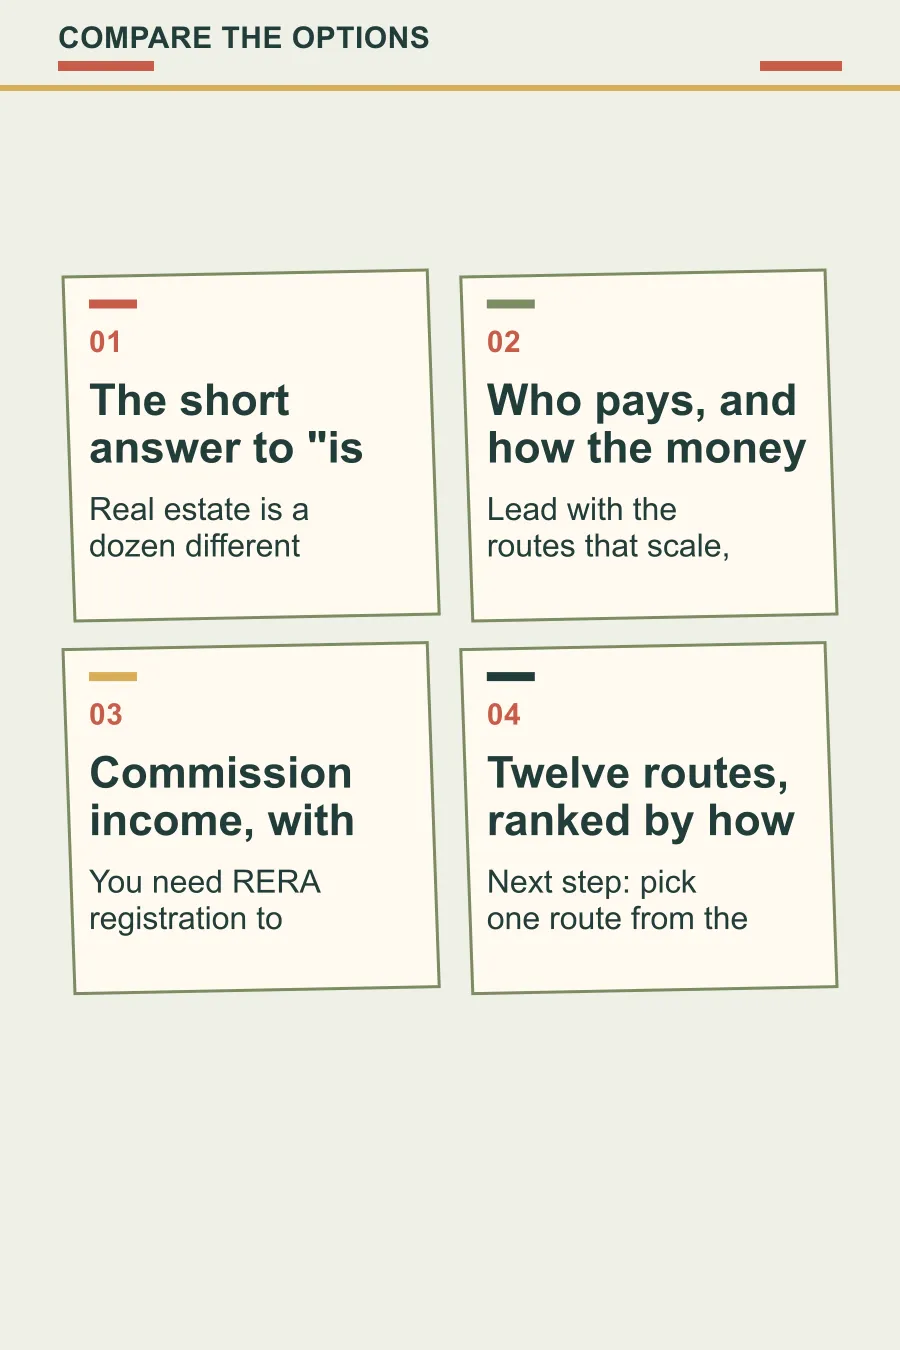 COMPARE THE OPTIONS
01
The short
answer to "is
Real estate is a
dozen different
02
Who pays, and
how the money
Lead with the
routes that scale,
03
Commission
income, with
You need RERA
registration to
04
Twelve routes,
ranked by how
Next step: pick
one route from the